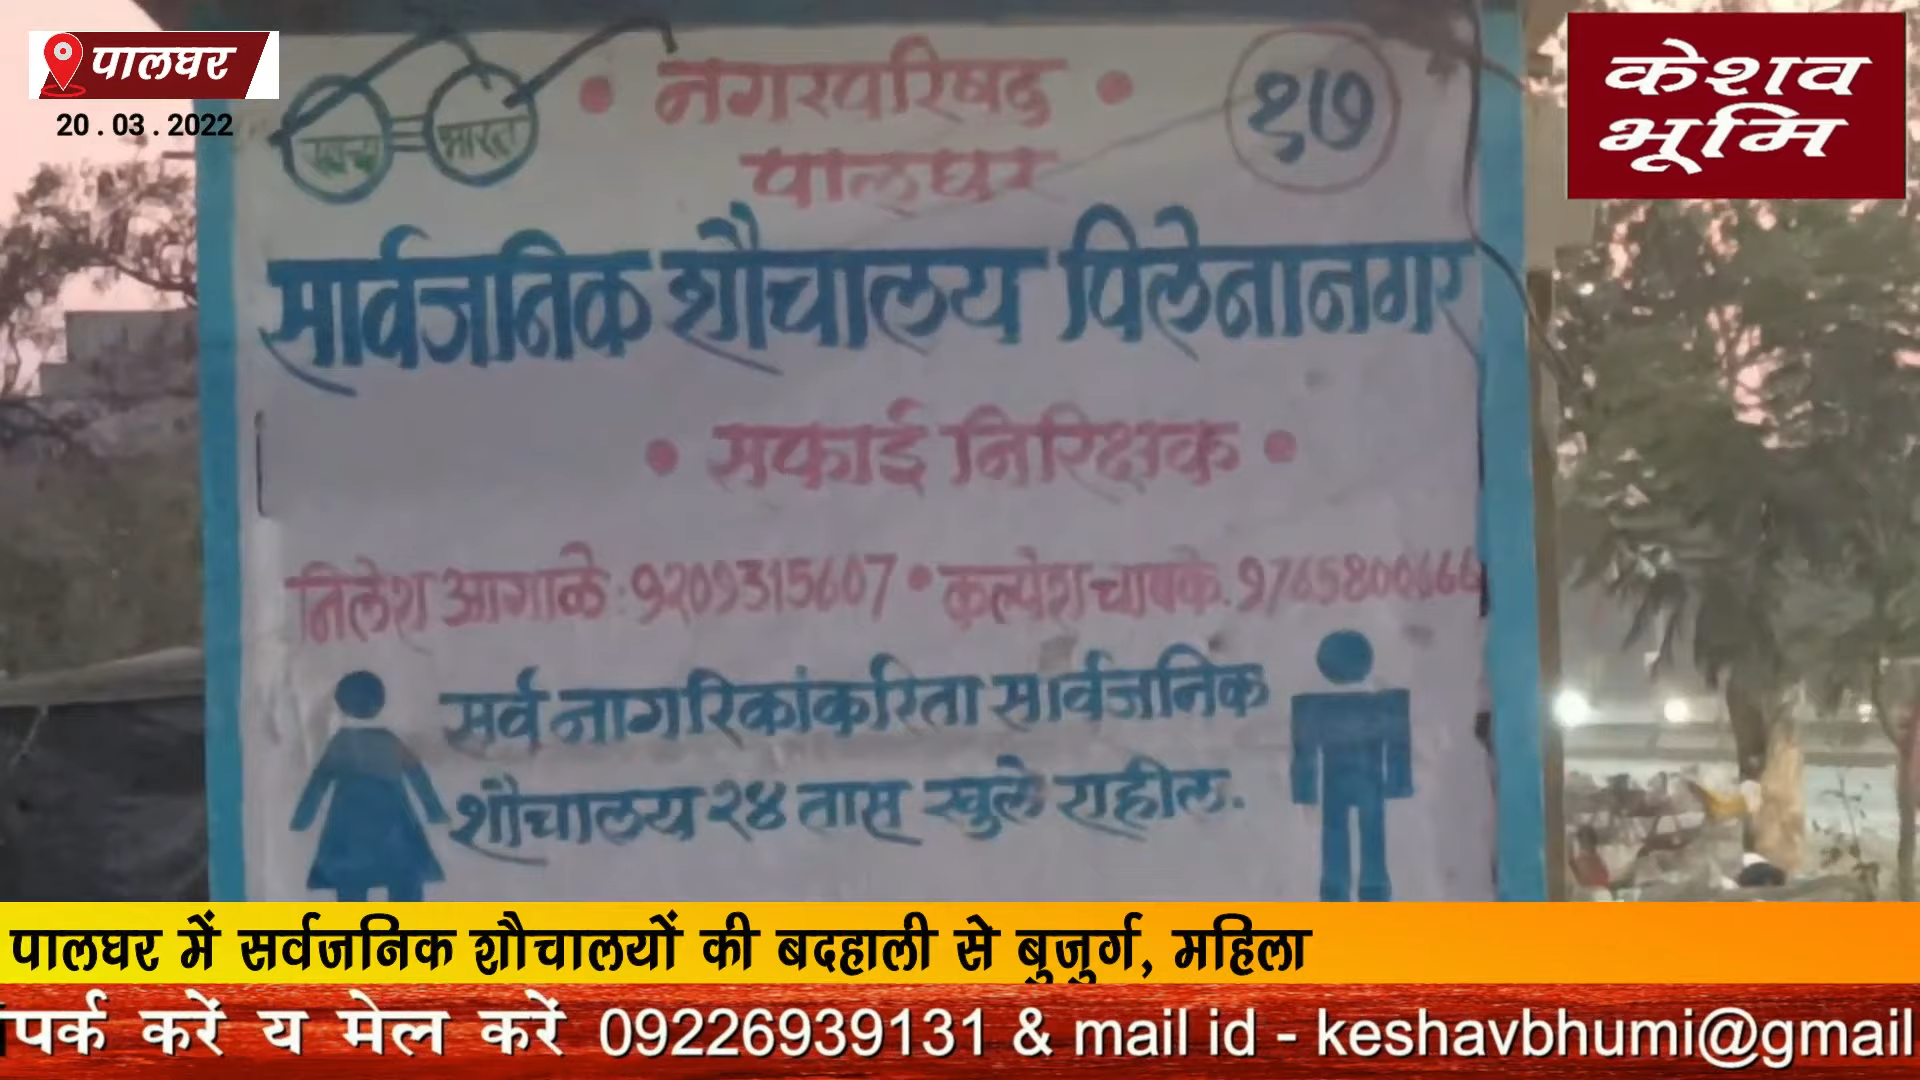 पालघर
20 . 03 . 2022
केशव
भूमि
स्वच्छ भारत
• नगरपरिषद •
पालघर
१७
सार्वजनिक शौचालय पिलेनानगर
• सफाई निरिक्षक •
निलेश आगाळे : 9209315607 • कल्पेश चाबके. 9765800666
सर्व नागरिकांकरिता सार्वजनिक
शौचालय २४ तास खुले राहील.
पालघर में सर्वजनिक शौचालयों की बदहाली से बुजुर्ग, महिला
पर्क करें य मेल करें 09226939131 & mail id - keshavbhumi@gmail